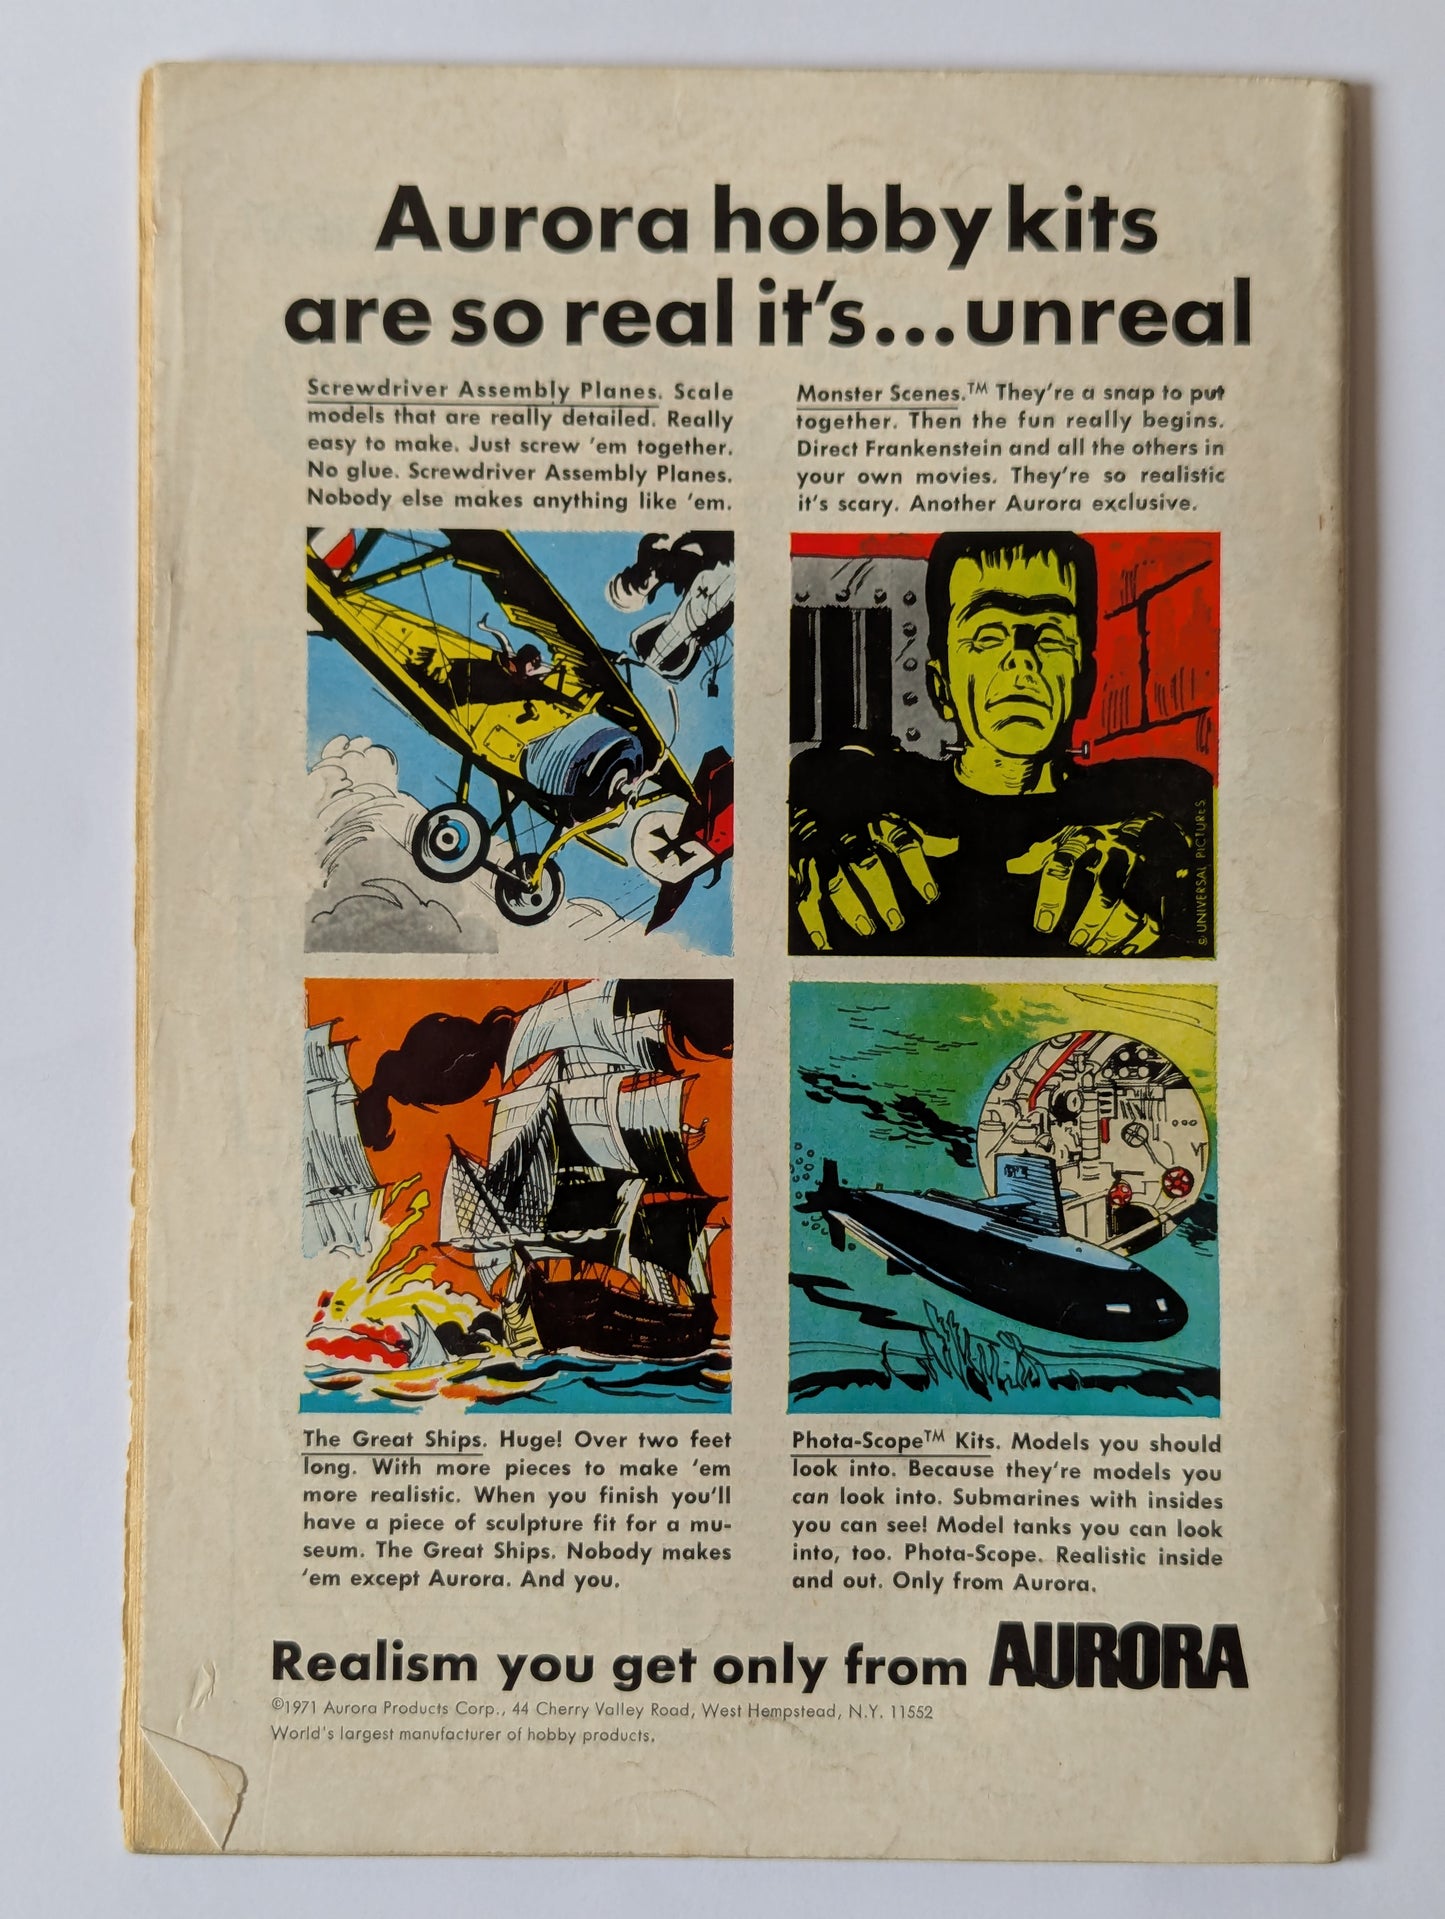 Aurora hobby kits
are so real it's...unreal
Screwdriver Assembly Planes. Scale
models that are really detailed. Really
easy to make. Just screw 'em together.
No glue. Screwdriver Assembly Planes.
Nobody else makes anything like 'em.
Monster Scenes.™ They're a snap to put
together. Then the fun really begins.
Direct Frankenstein and all the others in
your own movies. They're so realistic
it's scary. Another Aurora exclusive.
© UNIVERSAL PICTURES
The Great Ships. Huge! Over two feet
long. With more pieces to make 'em
more realistic. When you finish you'll
have a piece of sculpture fit for a mu-
seum. The Great Ships. Nobody makes
'em except Aurora. And you.
Phota-Scope™ Kits. Models you should
look into. Because they're models you
can look into. Submarines with insides
you can see! Model tanks you can look
into, too. Phota-Scope. Realistic inside
and out. Only from Aurora.
Realism you get only from AURORA
©1971 Aurora Products Corp., 44 Cherry Valley Road, West Hempstead, N.Y. 11552
World's largest manufacturer of hobby products.